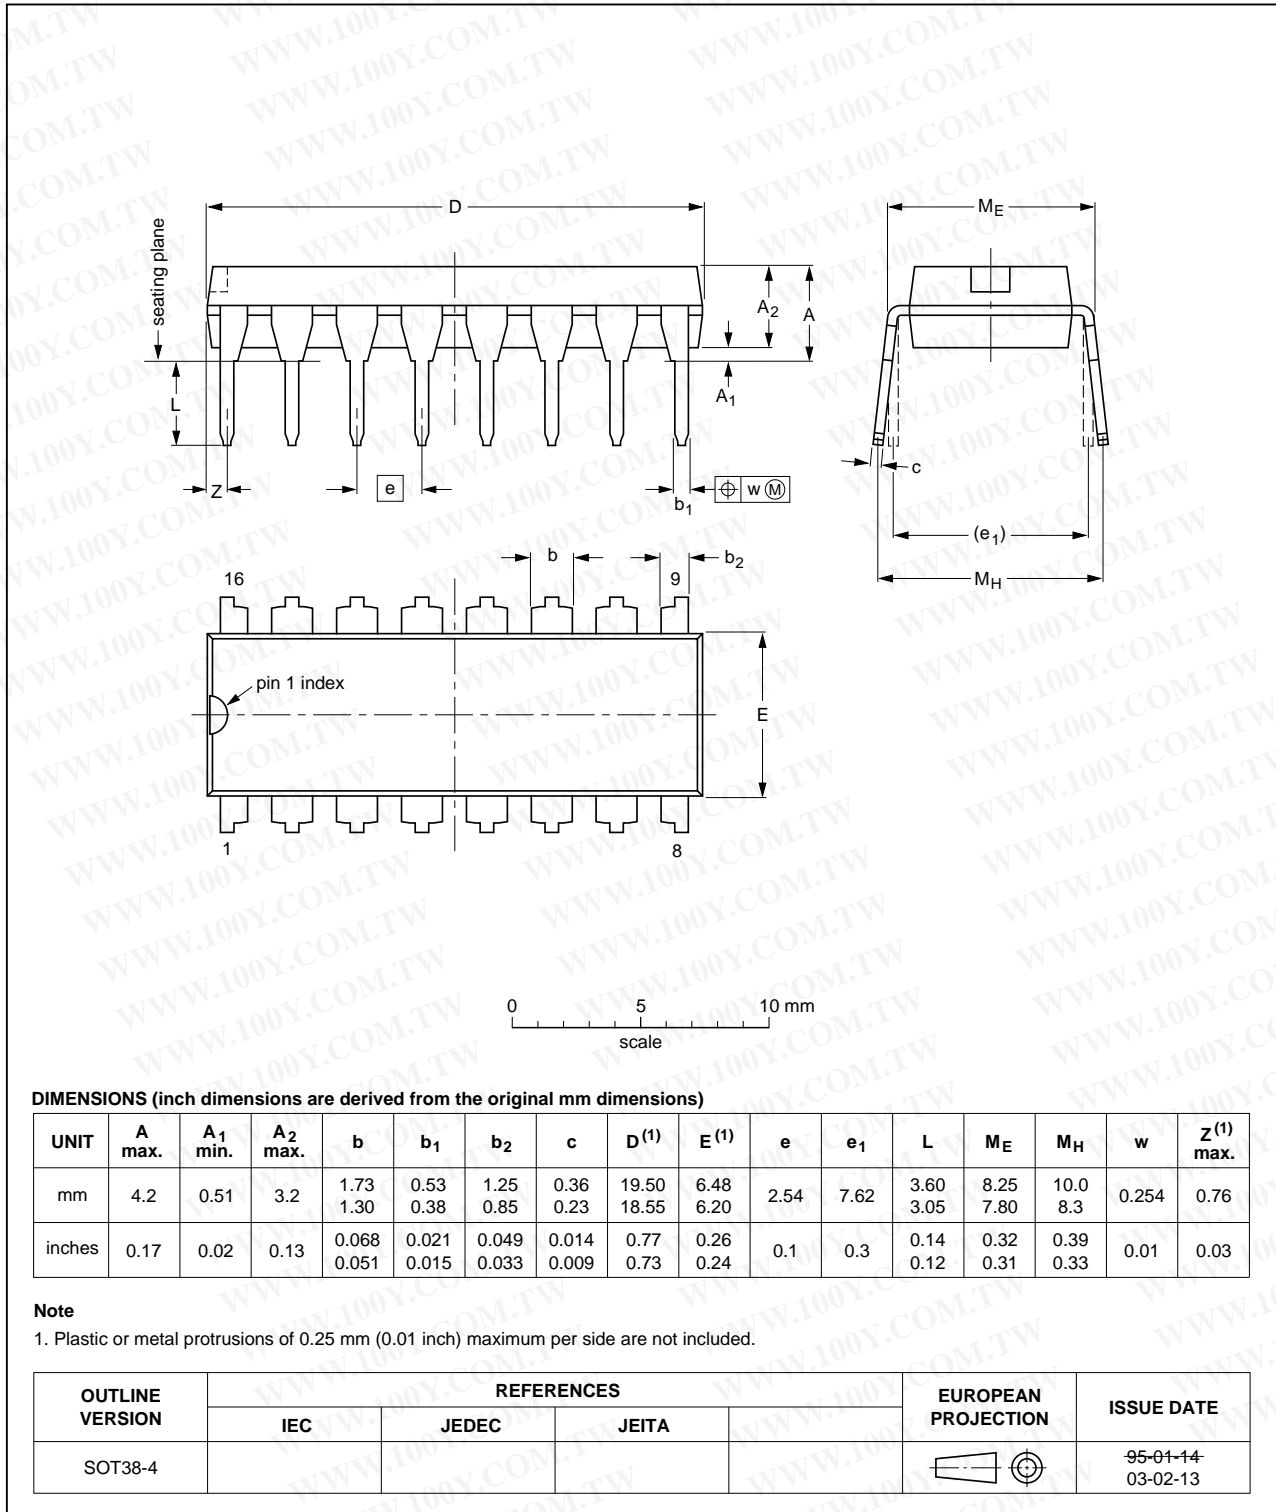 D
M_E
seating plane
A_2
A
A_1
L
Z
e
b_1
w M
c
(e_1)
M_H
b
b_2
16
9
pin 1 index
E
1
8
0 5 10 mm
scale
DIMENSIONS (inch dimensions are derived from the original mm dimensions)
UNIT A max. A_1 min. A_2 max. b b_1 b_2 c D(1) E(1) e e_1 L M_E M_H w Z(1) max.
mm 4.2 0.51 3.2 1.73 1.30 0.53 0.38 1.25 0.85 0.36 0.23 19.50 18.55 6.48 6.20 2.54 7.62 3.60 3.05 8.25 7.80 10.0 8.3 0.254 0.76
inches 0.17 0.02 0.13 0.068 0.051 0.021 0.015 0.049 0.033 0.014 0.009 0.77 0.73 0.26 0.24 0.1 0.3 0.14 0.12 0.32 0.31 0.39 0.33 0.01 0.03
Note
1. Plastic or metal protrusions of 0.25 mm (0.01 inch) maximum per side are not included.
OUTLINE VERSION REFERENCES EUROPEAN PROJECTION ISSUE DATE
IEC JEDEC JEITA
SOT38-4 95-01-14
03-02-13
WWW.100Y.COM.TW